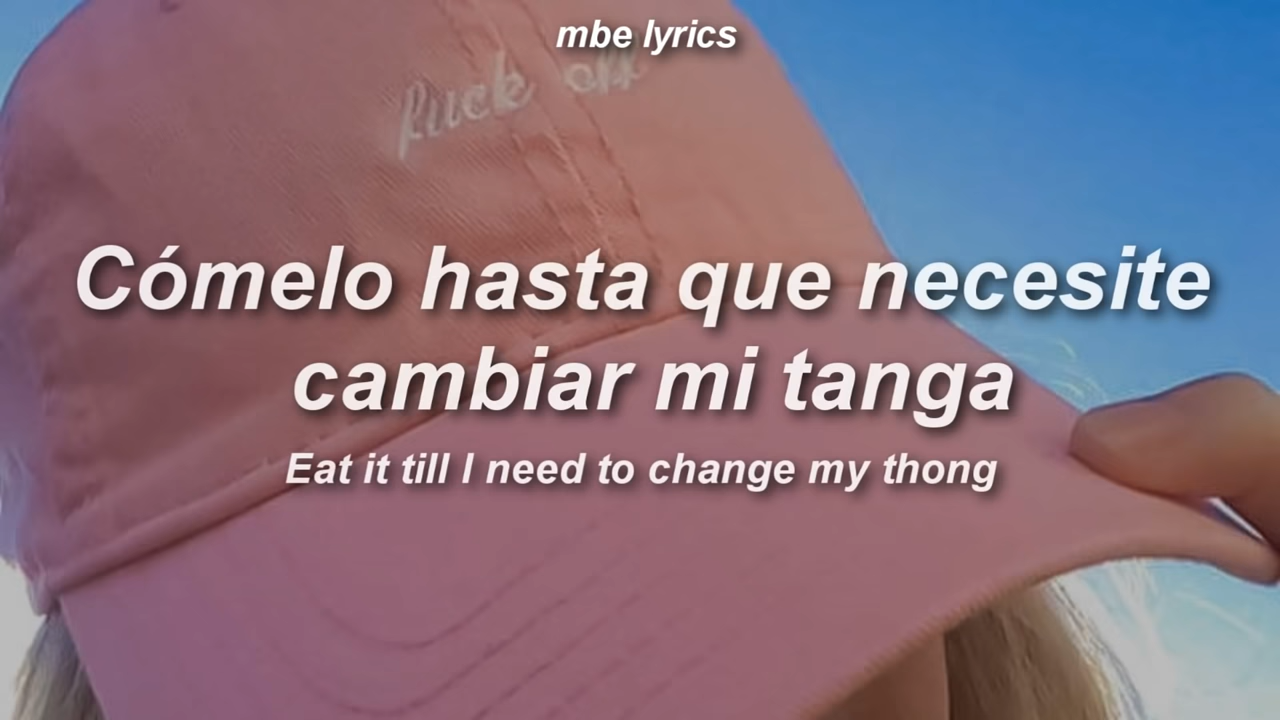 mbe lyrics
fuck off
Cómelo hasta que necesite
cambiar mi tanga
Eat it till I need to change my thong